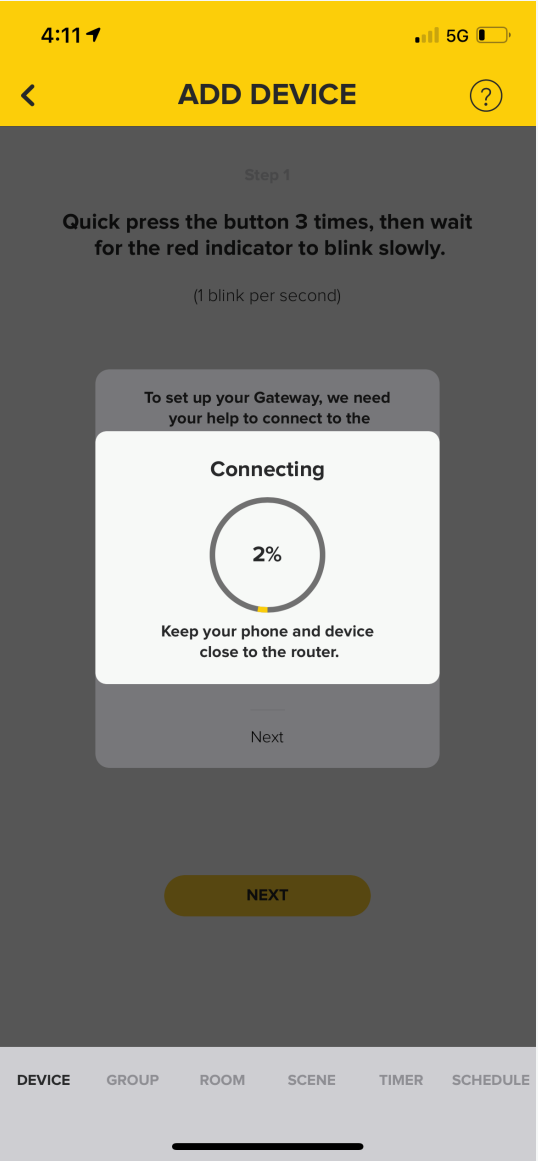 4:11
5G
ADD DEVICE
?
Step 1
Quick press the button 3 times, then wait
for the red indicator to blink slowly.
(1 blink per second)
To set up your Gateway, we need
your help to connect to the
Connecting
2%
Keep your phone and device
close to the router.
Next
NEXT
DEVICE GROUP ROOM SCENE TIMER SCHEDULE